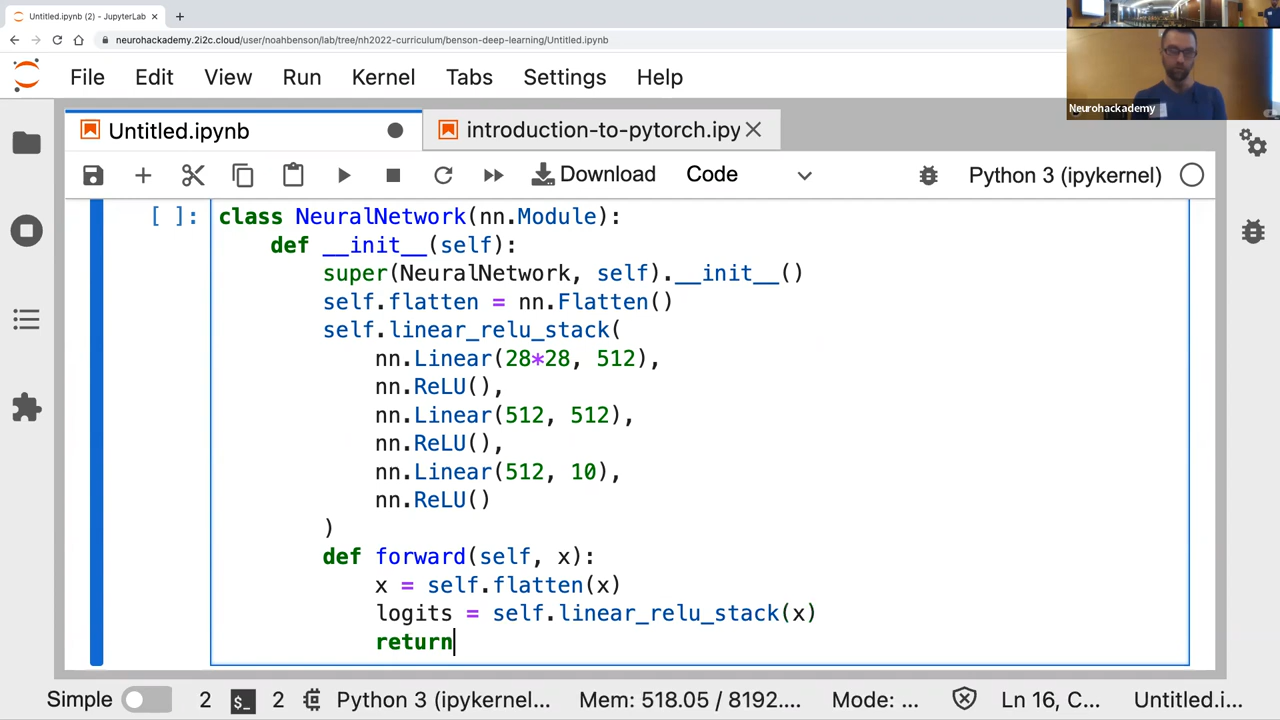 Untitled.ipynb (2) - JupyterLab
neurohackademy.2i2c.cloud/user/noahbenson/lab/tree/nh2022-curriculum/benson-deep-learning/Untitled.ipynb
File Edit View Run Kernel Tabs Settings Help
Neurohackademy
Untitled.ipynb introduction-to-pytorch.ipy
Download Code Python 3 (ipykernel)
[ ]: class NeuralNetwork(nn.Module):
def __init__(self):
super(NeuralNetwork, self).__init__()
self.flatten = nn.Flatten()
self.linear_relu_stack(
nn.Linear(28*28, 512),
nn.ReLU(),
nn.Linear(512, 512),
nn.ReLU(),
nn.Linear(512, 10),
nn.ReLU()
)
def forward(self, x):
x = self.flatten(x)
logits = self.linear_relu_stack(x)
return
Simple 2 $_ 2 Python 3 (ipykernel... Mem: 518.05 / 8192.... Mode: ... Ln 16, C... Untitled.i...